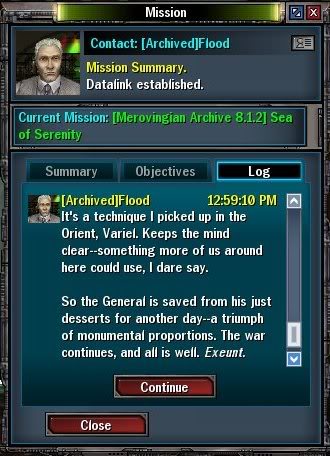 Mission
Contact: [Archived]Flood
Mission Summary.
Datalink established.
Current Mission: [Merovingian Archive 8.1.2] Sea
of Serenity
Summary Objectives Log
[Archived]Flood 12:59:10 PM
It's a technique I picked up in the
Orient, Variel. Keeps the mind
clear--something more of us around
here could use, I dare say.
So the General is saved from his just
desserts for another day--a triumph
of monumental proportions. The war
continues, and all is well. Exeunt.
Continue
Close